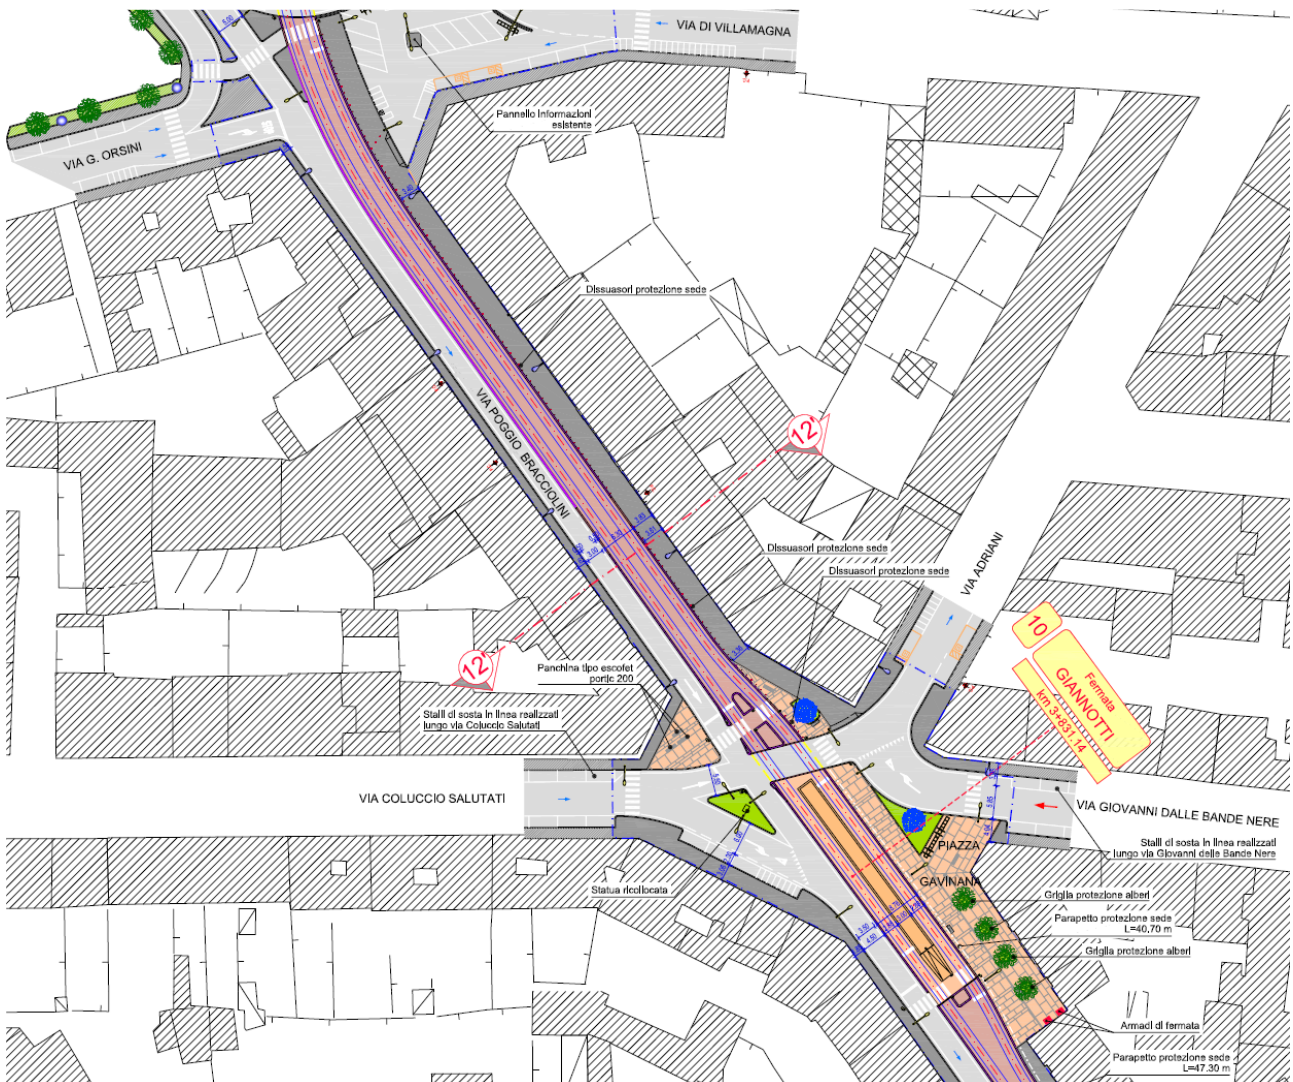 VIA DI VILLAMAGNA
Pannello informazioni
esistente
VIA G. ORSINI
Dissuasori protezione sede
VIA POGGIO BRACCIOLINI
12'
Dissuasori protezione sede
Dissuasori protezione sede
VIA ADRIANI
10
Fermata
GIANNOTTI
km 3+831.14
12'
Panchina tipo escofet
portic 200
Stalli di sosta in linea realizzati
lungo via Coluccio Salutati
VIA COLUCCIO SALUTATI
VIA GIOVANNI DALLE BANDE NERE
Stalli di sosta in linea realizzati
lungo via Giovanni delle Bande Nere
PIAZZA
GAVINANA
Statua ricollocata
Griglia protezione alberi
Parapetto protezione sede
L=40,70 m
Griglia protezione alberi
Armadi di fermata
Parapetto protezione sede
L=47.30 m